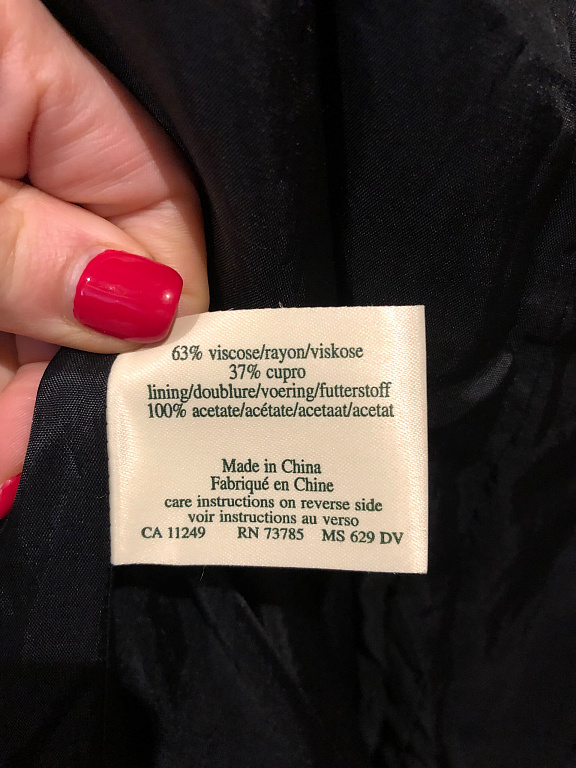 63% viscose/rayon/viskose
37% cupro
lining/doublure/voering/futterstoff
100% acetate/acétate/acetaat/acetat
Made in China
Fabriqué en Chine
care instructions on reverse side
voir instructions au verso
CA 11249 RN 73785 MS 629 DV